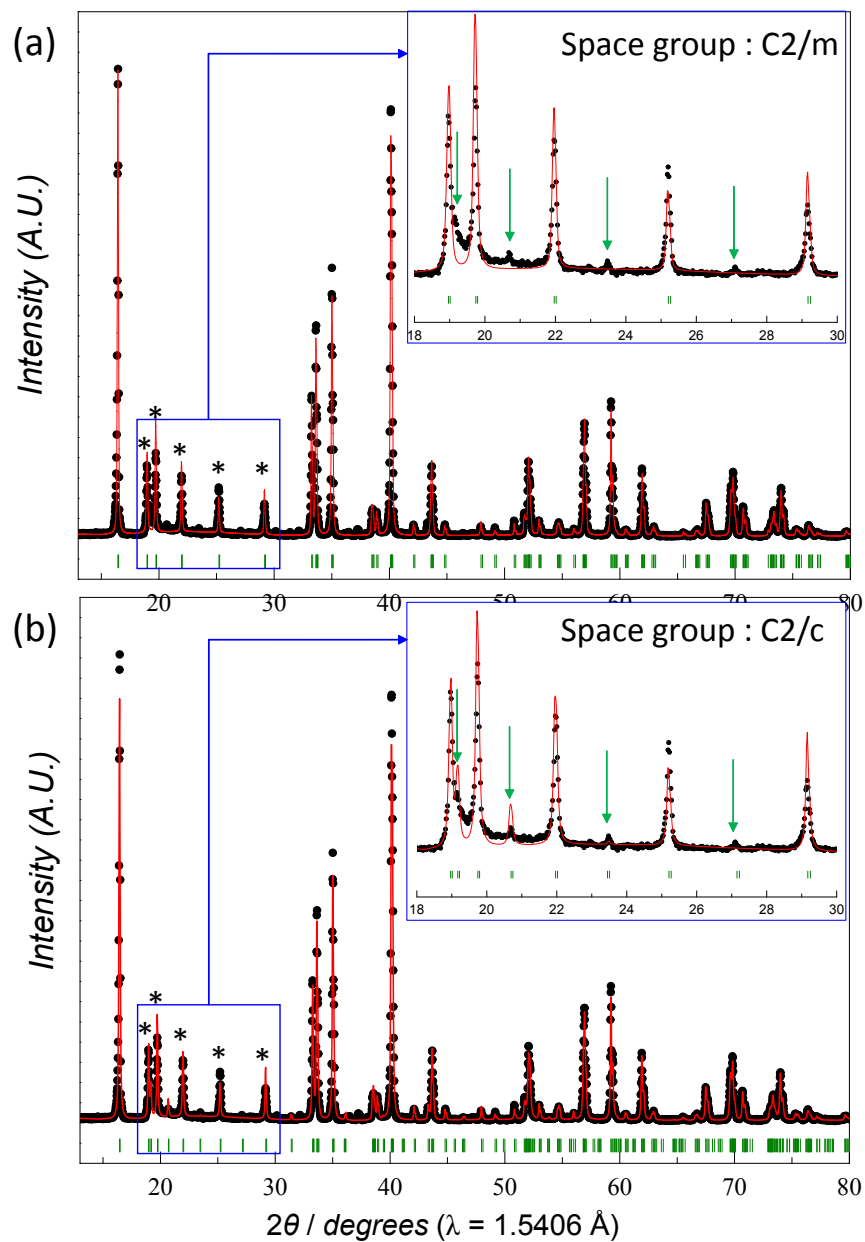 (a)
Space group : C2/m
Intensity (A.U.)
* * * * *
18 20 22 24 26 28 30
20 30 40 50 60 70 80
(b)
Space group : C2/c
Intensity (A.U.)
* * * * *
18 20 22 24 26 28 30
20 30 40 50 60 70 80
2θ / degrees (λ = 1.5406 Å)